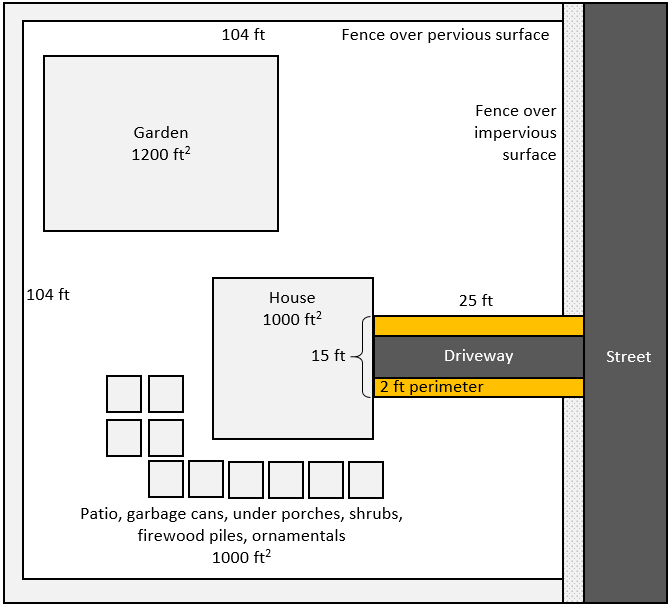 104 ft
Fence over pervious surface
Garden
1200 ft²
Fence over
impervious
surface
104 ft
House
1000 ft²
25 ft
15 ft
Driveway
Street
2 ft perimeter
Patio, garbage cans, under porches, shrubs,
firewood piles, ornamentals
1000 ft²